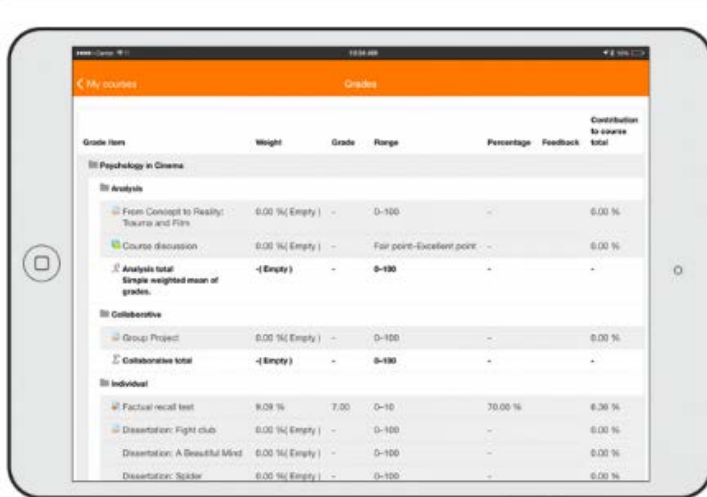 10:34 AM
My courses Grades
Contribution
to course
Grade item Weight Grade Range Percentage Feedback total
Psychology in Cinema
Analysis
From Concept to Reality: 0.00 %( Empty ) - 0–100 - 0.00 %
Trauma and Film
Course discussion 0.00 %( Empty ) - Fair point–Excellent point - 0.00 %
Analysis total -( Empty ) - 0–100 - -
Simple weighted mean of
grades.
Collaborative
Group Project 0.00 %( Empty ) - 0–100 - 0.00 %
Collaborative total -( Empty ) - 0–100 - -
Individual
Factual recall test 9.09 % 7.00 0–10 70.00 % 6.36 %
Dissertation: Fight club 0.00 %( Empty ) - 0–100 - 0.00 %
Dissertation: A Beautiful Mind 0.00 %( Empty ) - 0–100 - 0.00 %
Dissertation: Spider 0.00 %( Empty ) - 0–100 - 0.00 %